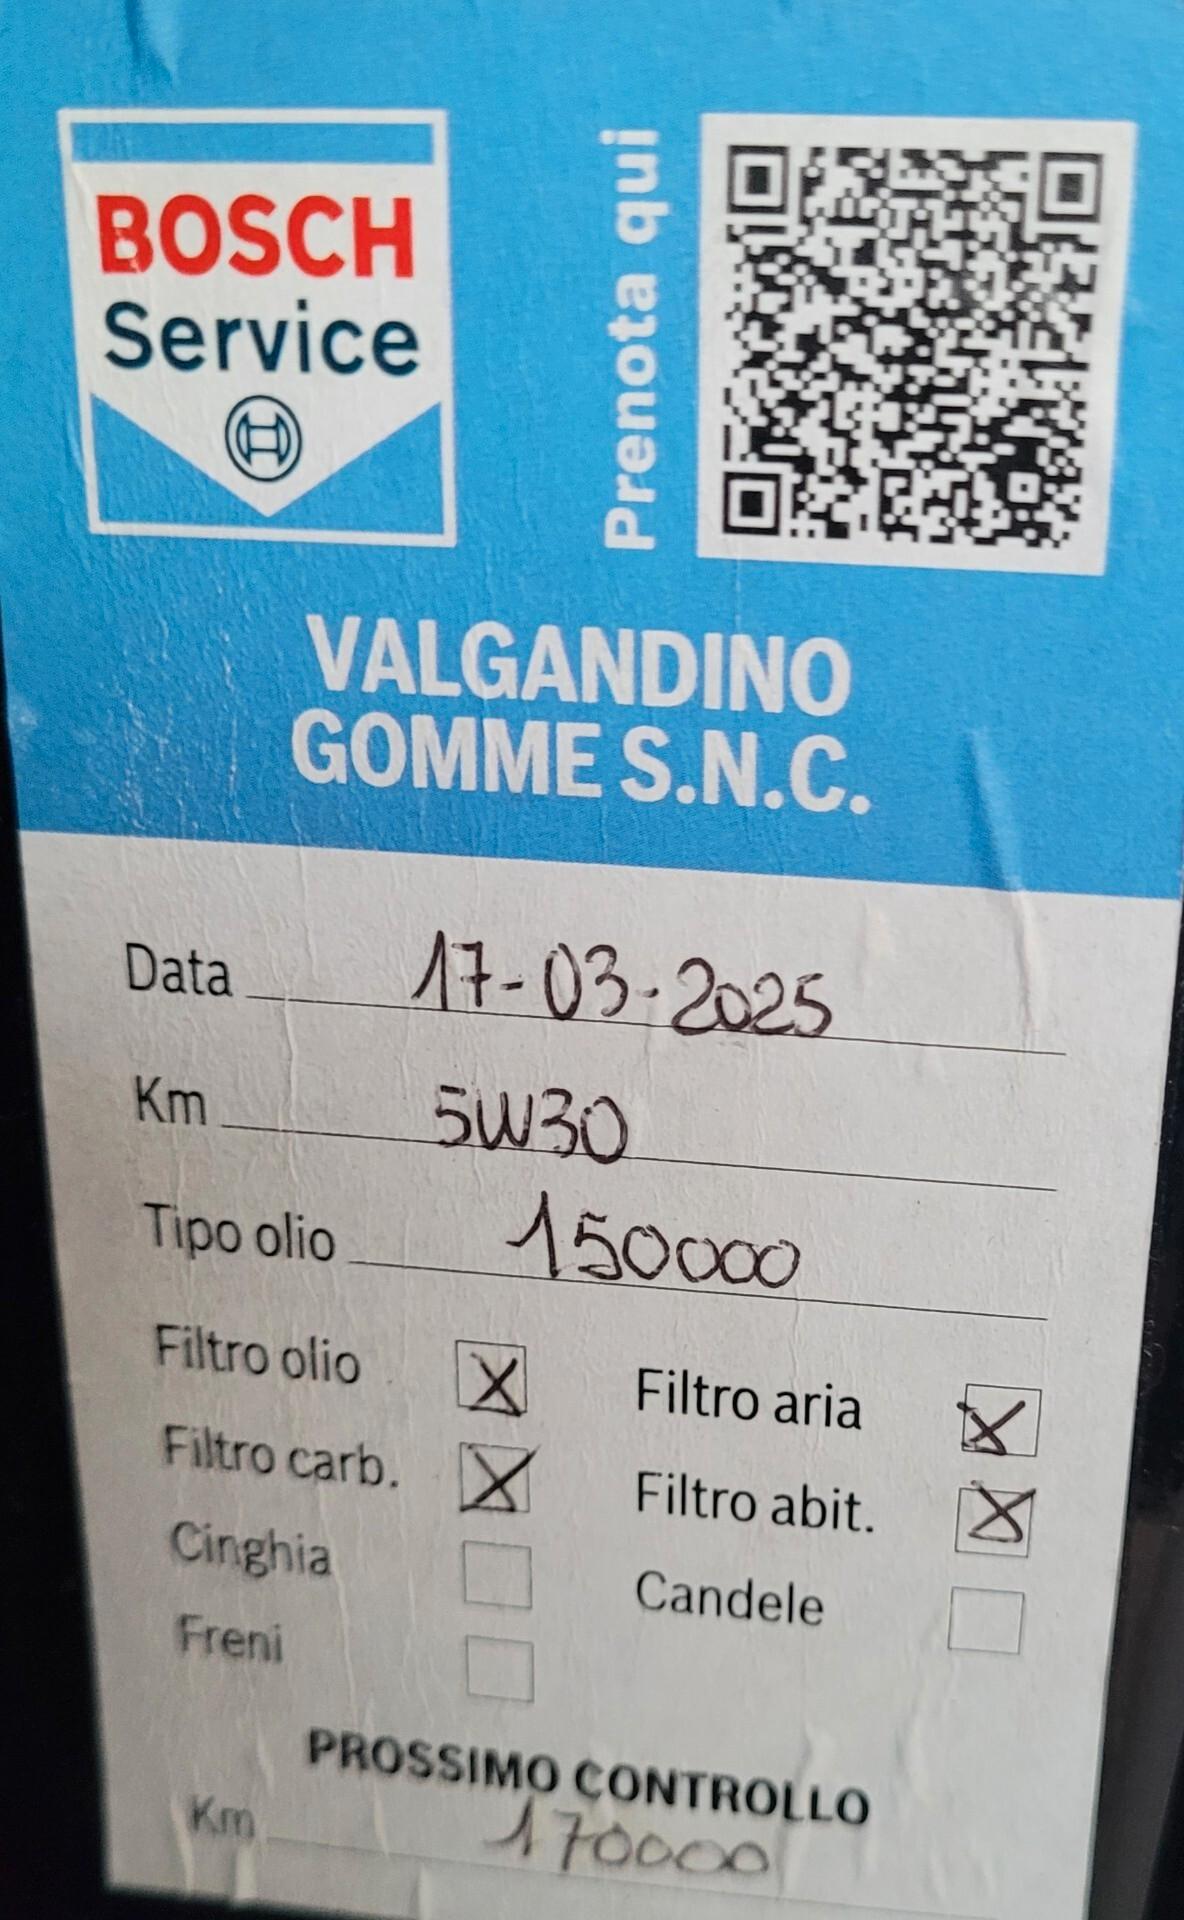 BOSCH
Service
Prenota qui
VALGANDINO
GOMME S.N.C.
Data 17-03-2025
Km 5W30
Tipo olio 150000
Filtro olio X Filtro aria X
Filtro carb. X Filtro abit. X
Cinghia Candele
Freni
PROSSIMO CONTROLLO
Km 170000